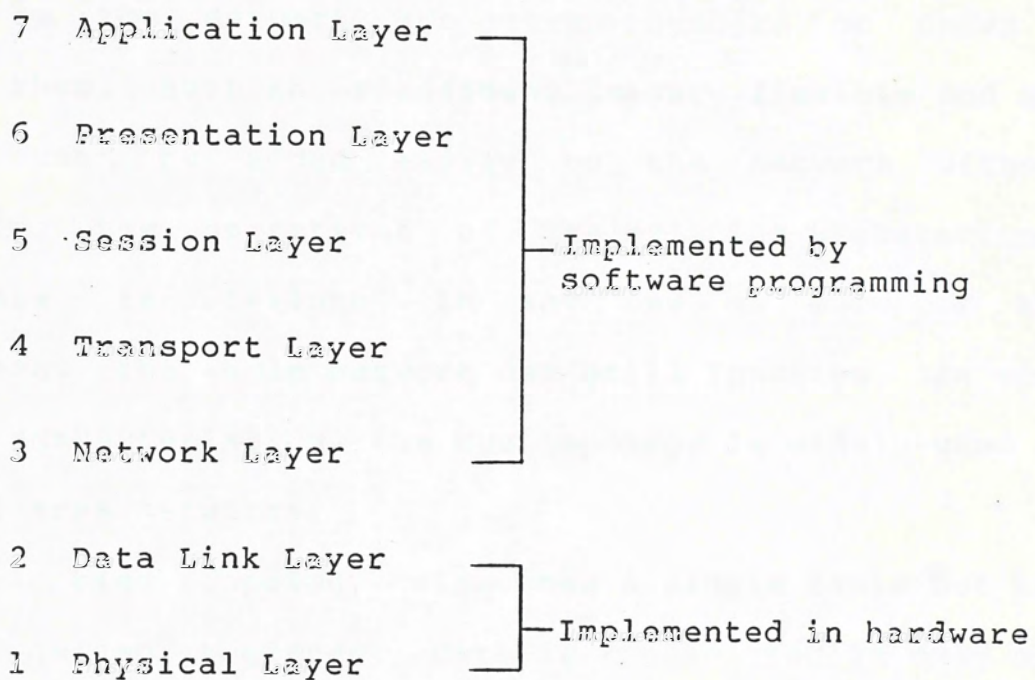 7 Application Layer
6 Presentation Layer
5 Session Layer
Implemented by
software programming
4 Transport Layer
3 Network Layer
2 Data Link Layer
Implemented in hardware
1 Physical Layer